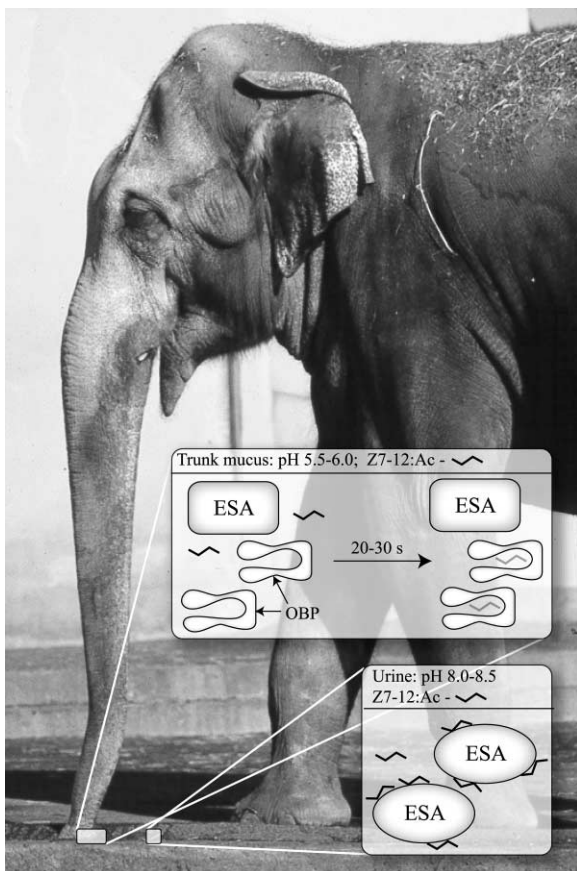 Trunk mucus: pH 5.5-6.0; Z7-12:Ac -
ESA
ESA
20-30 s
OBP
Urine: pH 8.0-8.5
Z7-12:Ac -
ESA
ESA